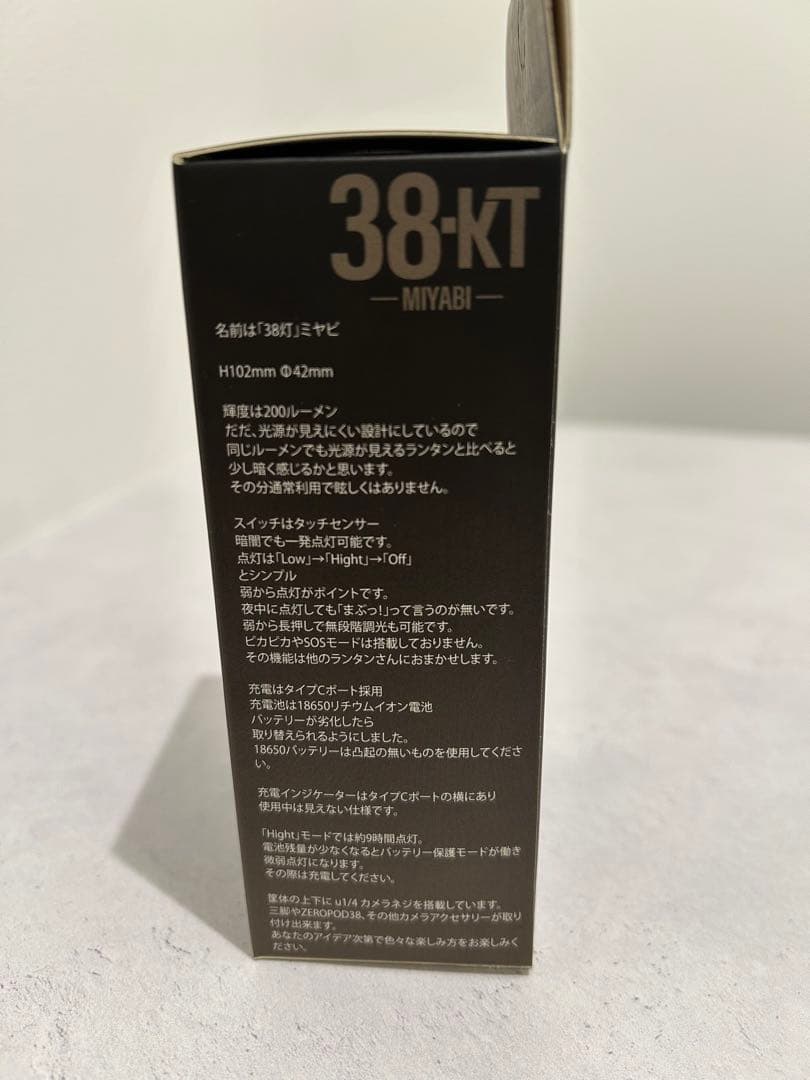 38-KT
MIYABI
名前は「38灯」ミヤビ
H102mm Φ42mm
輝度は200ルーメン
だだ、光源が見えにくい設計にしているので
同じルーメンでも光源が見えるランタンと比べると
少し暗く感じるかと思います。
その分通常利用で眩しくはありません。
スイッチはタッチセンサー
暗闇でも一発点灯可能です。
点灯は「Low」→「Hight」→「Off」
とシンプル
弱から点灯がポイントです。
夜中に点灯しても「まぶっ！」って言うのが無いです。
弱から長押しで無段階調光も可能です。
ピカピカやSOSモードは搭載しておりません。
その機能は他のランタンさんにおまかせします。
充電はタイプCポート採用
充電池は18650リチウムイオン電池
バッテリーが劣化したら
取り替えられるようにしました。
18650バッテリーは凸起の無いものを使用してくださ
い。
充電インジケーターはタイプCポートの横にあり
使用中は見えない仕様です。
「Hight」モードでは約9時間点灯。
電池残量が少なくなるとバッテリー保護モードが働き
微弱点灯になります。
その際は充電してください。
筐体の上下に u1/4 カメラネジを搭載しています。
三脚やZEROPOD38、その他カメラアクセサリーが取り
付け出来ます。
あなたのアイデア次第で色々な楽しみ方をお楽しみく
ださい。